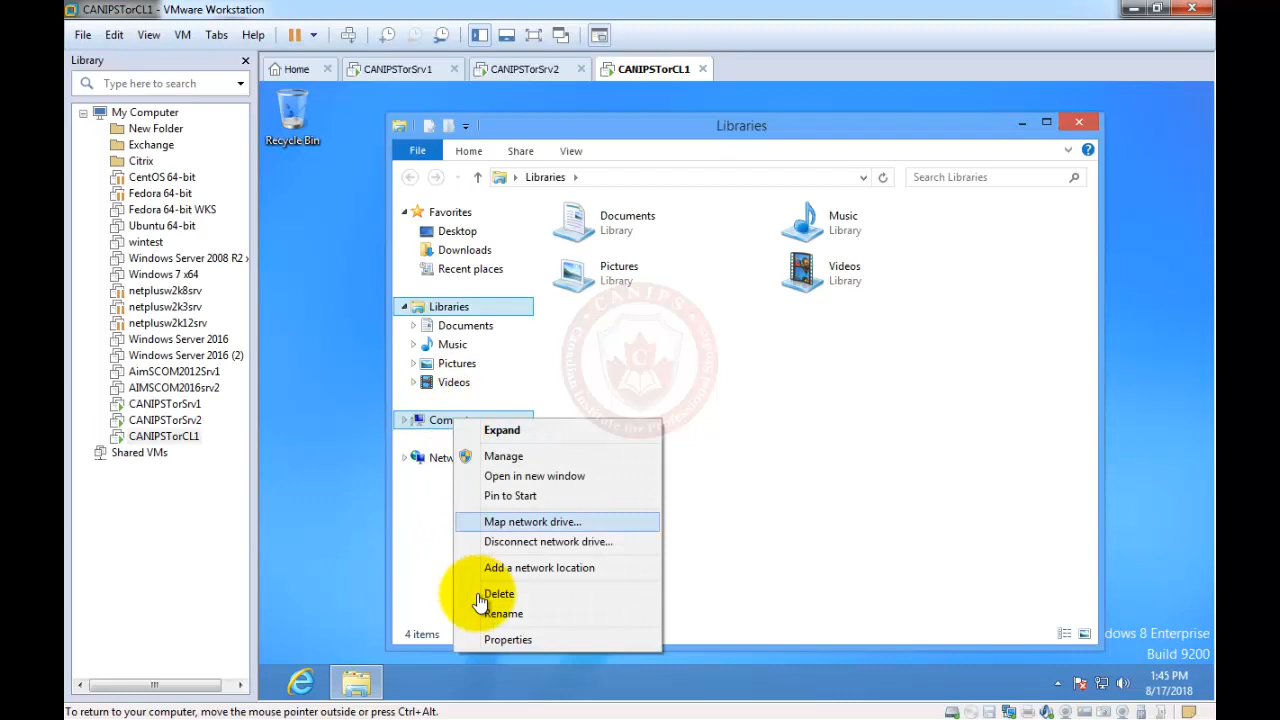 CANIPSTorCL1 - VMware Workstation
File Edit View VM Tabs Help
Library
Type here to search
Home CANIPSTorSrv1 CANIPSTorSrv2 CANIPSTorCL1
My Computer
New Folder
Exchange
Citrix
CentOS 64-bit
Fedora 64-bit
Fedora 64-bit WKS
Ubuntu 64-bit
wintest
Windows Server 2008 R2 x
Windows 7 x64
netplusw2k8srv
netplusw2k3srv
netplusw2k12srv
Windows Server 2016
Windows Server 2016 (2)
AimSCOM2012Srv1
AIMSCOM2016srv2
CANIPSTorSrv1
CANIPSTorSrv2
CANIPSTorCL1
Shared VMs
Recycle Bin
Libraries
File Home Share View
Libraries
Search Libraries
Favorites
Desktop
Downloads
Recent places
Libraries
Documents
Music
Pictures
Videos
Com
Netw
Documents
Library
Music
Library
Pictures
Library
Videos
Library
CANIPS
C
Expand
Manage
Open in new window
Pin to Start
Map network drive...
Disconnect network drive...
Add a network location
Delete
Rename
Properties
4 items
dows 8 Enterprise
Build 9200
1:45 PM
8/17/2018
To return to your computer, move the mouse pointer outside or press Ctrl+Alt.